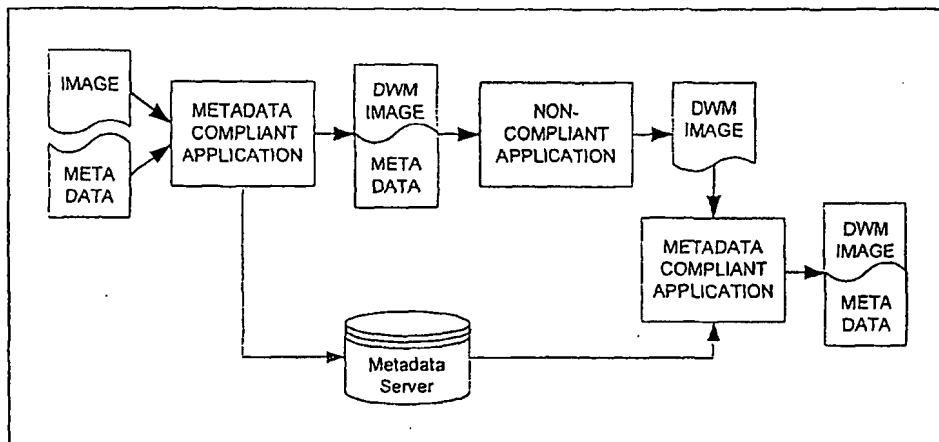 IMAGE
META
DATA
METADATA
COMPLIANT
APPLICATION
DWM
IMAGE
META
DATA
NON-
COMPLIANT
APPLICATION
DWM
IMAGE
METADATA
COMPLIANT
APPLICATION
DWM
IMAGE
META
DATA
Metadata
Server